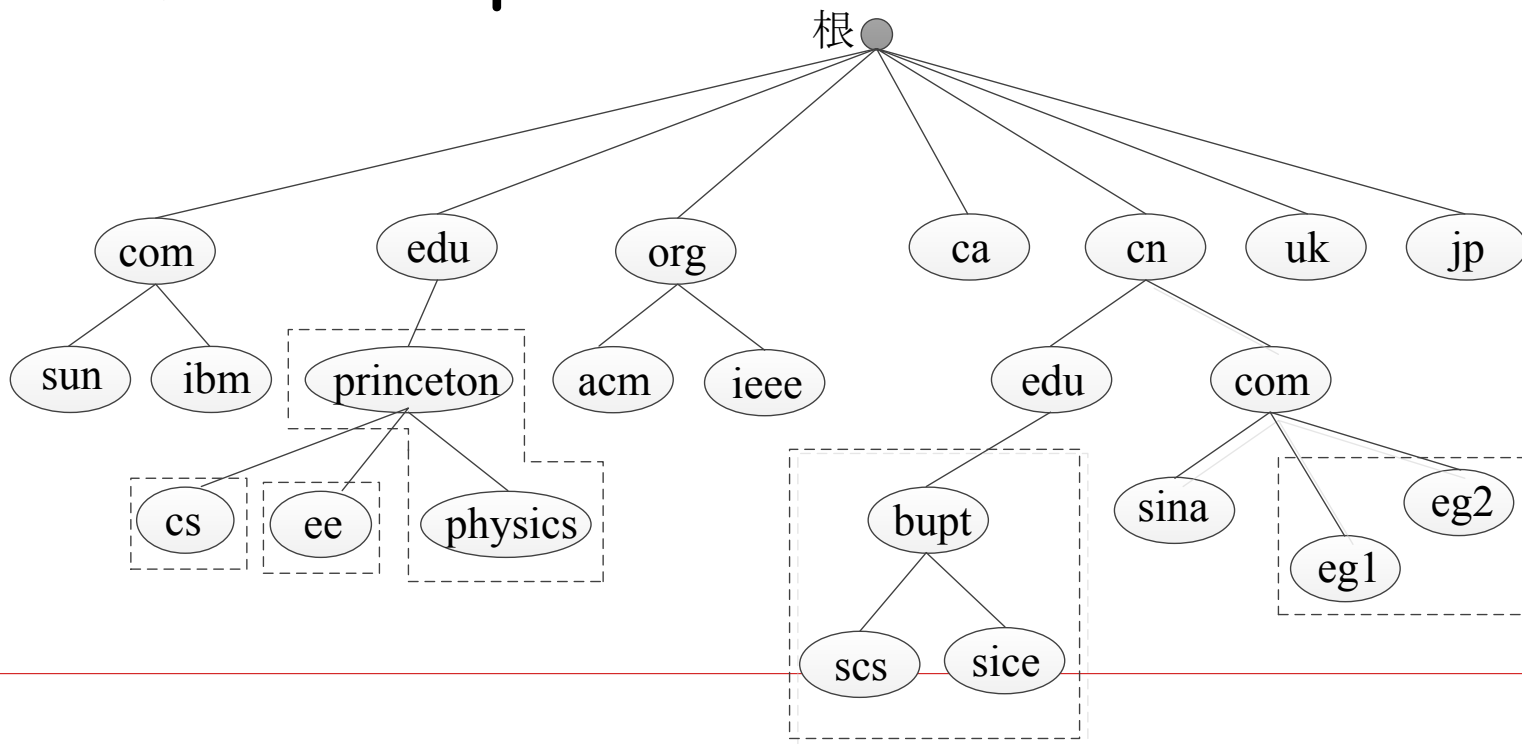 根
com edu org ca cn uk jp
sun ibm princeton acm ieee edu com
cs ee physics bupt sina eg2
eg1
scs sice